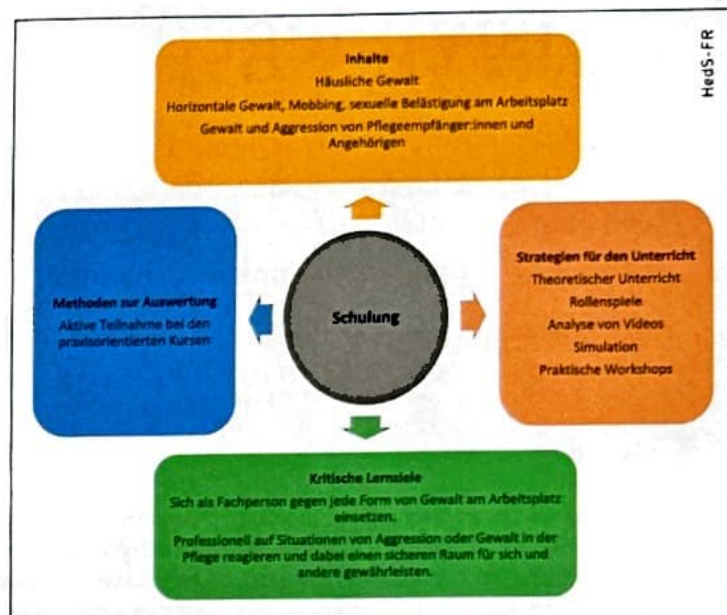 HedS-FR
Inhalte
Häusliche Gewalt
Horizontale Gewalt, Mobbing, sexuelle Belästigung am Arbeitsplatz
Gewalt und Aggression von Pflegeempfänger:innen und
Angehörigen
Methoden zur Auswertung
Aktive Teilnahme bei den
praxisorientierten Kursen
Schulung
Strategien für den Unterricht
Theoretischer Unterricht
Rollenspiele
Analyse von Videos
Simulation
Praktische Workshops
Kritische Lernziele
Sich als Fachperson gegen jede Form von Gewalt am Arbeitsplatz
einsetzen.
Professionell auf Situationen von Aggression oder Gewalt in der
Pflege reagieren und dabei einen sicheren Raum für sich und
andere gewährleisten.